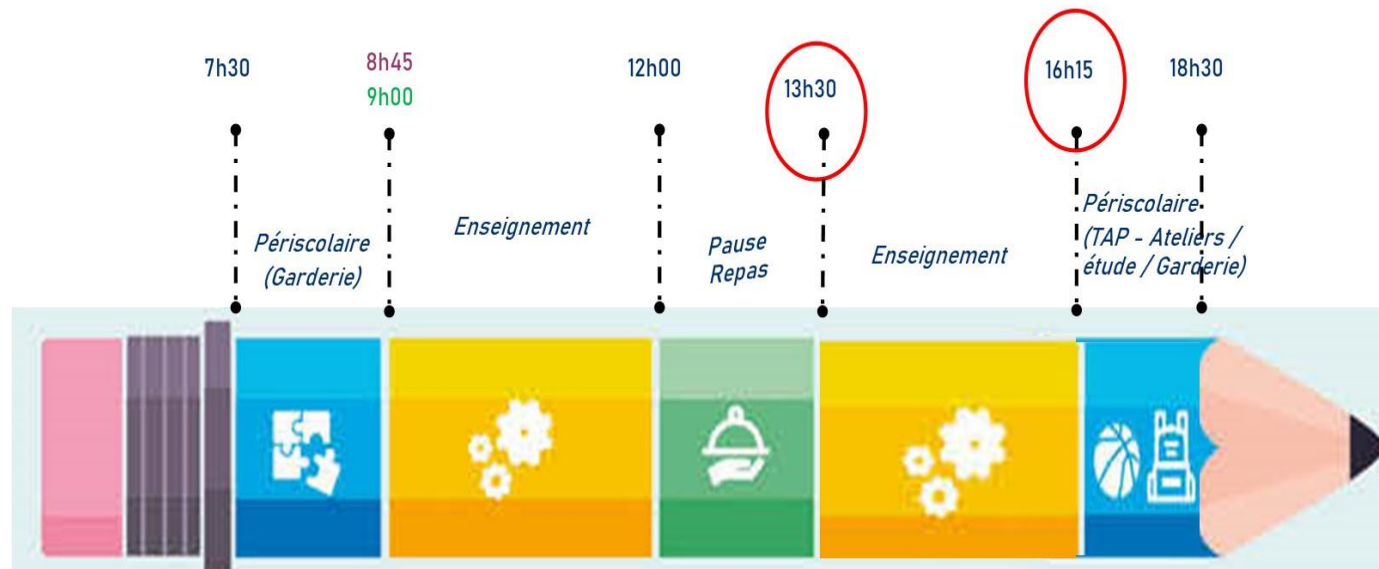 7h30
8h45
9h00
12h00
13h30
16h15
18h30
Périscolaire
(Garderie)
Enseignement
Pause
Repas
Enseignement
Périscolaire
(TAP - Ateliers /
étude / Garderie)